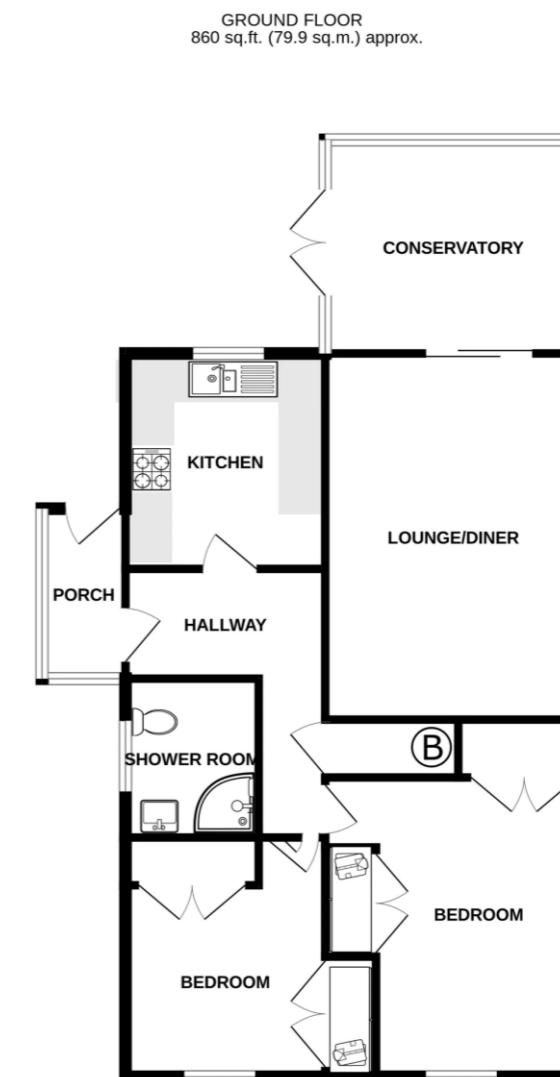 GROUND FLOOR
860 sq.ft. (79.9 sq.m.) approx.
CONSERVATORY
KITCHEN
LOUNGE/DINER
PORCH
HALLWAY
B
SHOWER ROOM
BEDROOM
BEDROOM